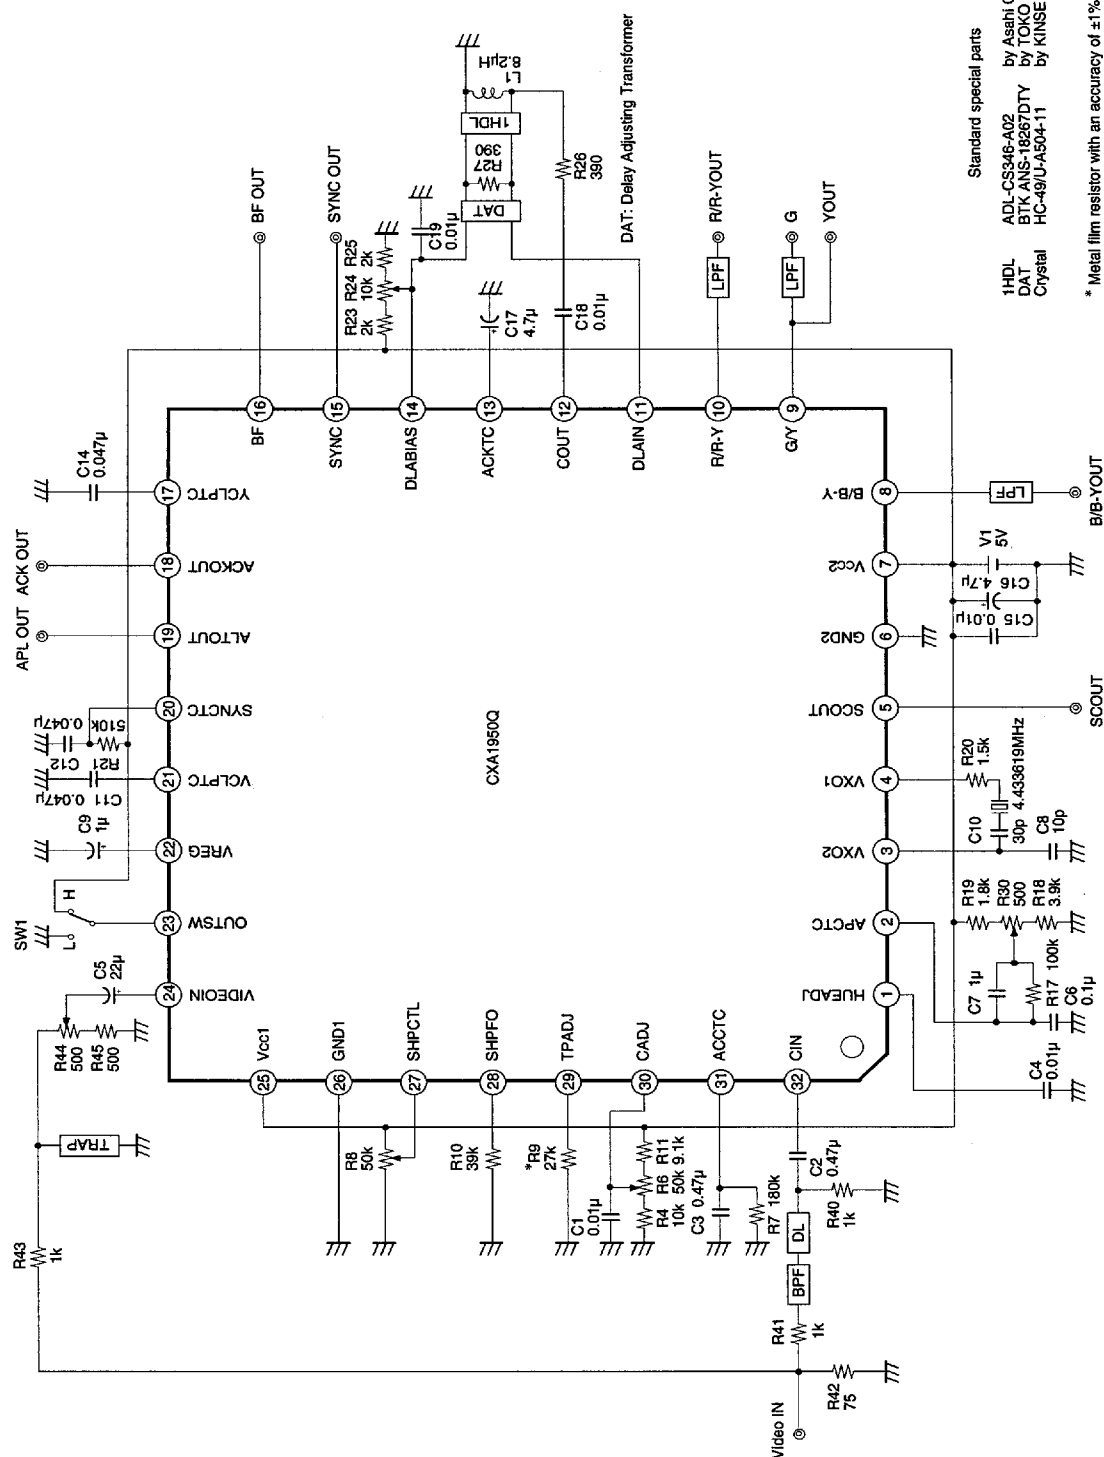 DAT: Delay Adjusting Transformer
Standard special parts
1HDL ADL-CS346-A02 by Asahi
DAT BTK ANS-18267DTY by TOKO
Crystal HC-49/U-A504-11 by KINSE
* Metal film resistor with an accuracy of ±1%
L1
8.2µH
1HDL
R27
390
DAT
R26
390
C19
0.01µ
BF OUT
SYNC OUT
R25
2k
R24
10k
R23
2k
C17
4.7µ
C18
0.01µ
R/R-YOUT
LPF
G
LPF
YOUT
16
BF
15
SYNC
14
DLABIAS
13
ACKTC
12
COUT
11
DLAIN
10
R/R-Y
9
G/Y
C14
0.047µ
17
YCLPTC
ACK OUT
18
ACKOUT
APL OUT
19
ALTOUT
20
SYNCTC
C12
0.047µ
R21
510k
21
VCLPTC
C11
0.047µ
22
VREG
C9
1µ
23
OUTSW
SW1
H
L
24
VIDEOIN
C5
22µ
R44
500
R45
500
TRAP
R43
1k
CXA1950Q
8
B/B-Y
LPF
B/B-YOUT
7
Vcc2
V1
5V
C16
4.7µ
C15
0.01µ
6
GND2
5
SCOUT
SCOUT
4
VXO1
R20
1.5k
4.433619MHz
3
VXO2
C10
30p
C8
10p
2
APCTC
R19
1.8k
R30
500
R18
3.9k
C7
1µ
R17
100k
C6
0.1µ
1
HUEADJ
C4
0.01µ
25
Vcc1
26
GND1
27
SHPCTL
28
SHPFO
29
TPADJ
30
CADJ
31
ACCTC
32
CIN
R8
50k
R10
39k
*R9
27k
C1
0.01µ
R11
9.1k
R6
50k
R4
10k
C3
0.47µ
R7
180k
C2
0.47µ
R40
1k
DL
BPF
R41
1k
R42
75
Video IN